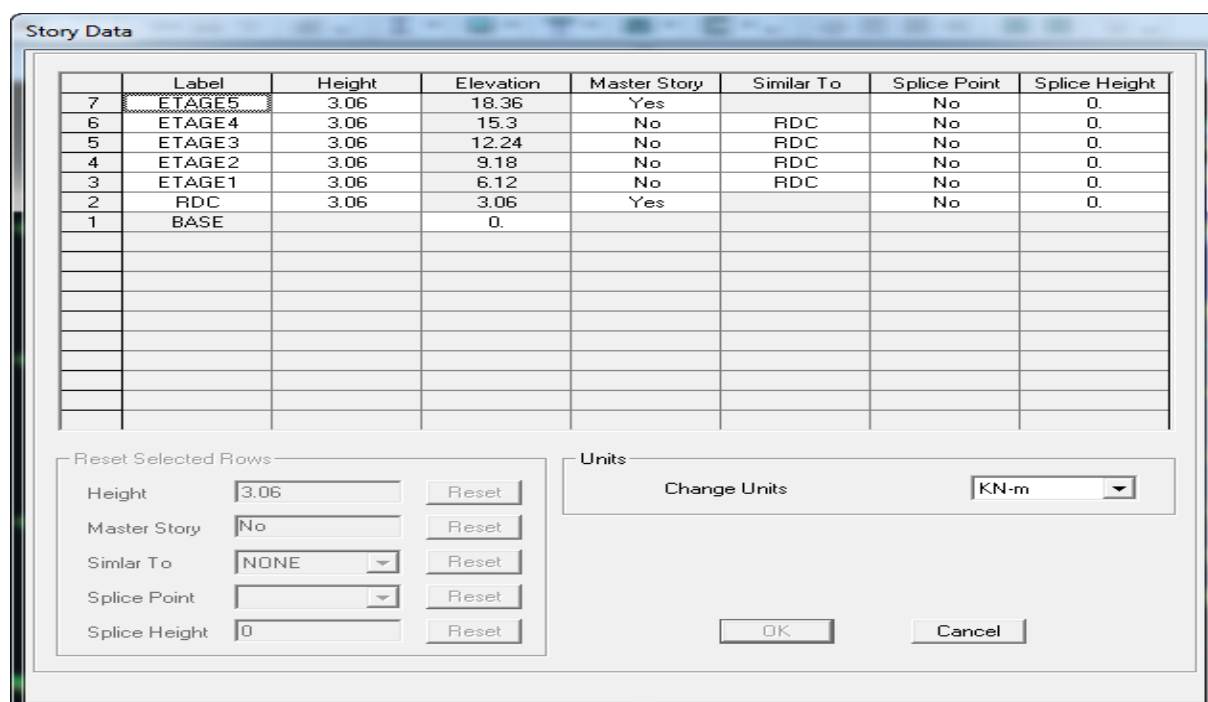 Story Data
Label Height Elevation Master Story Similar To Splice Point Splice Height
7 ETAGE5 3.06 18.36 Yes No 0.
6 ETAGE4 3.06 15.3 No RDC No 0.
5 ETAGE3 3.06 12.24 No RDC No 0.
4 ETAGE2 3.06 9.18 No RDC No 0.
3 ETAGE1 3.06 6.12 No RDC No 0.
2 RDC 3.06 3.06 Yes No 0.
1 BASE 0.
Reset Selected Rows
Height 3.06 Reset
Master Story No Reset
Simlar To NONE Reset
Splice Point Reset
Splice Height 0 Reset
Units
Change Units KN-m
OK Cancel